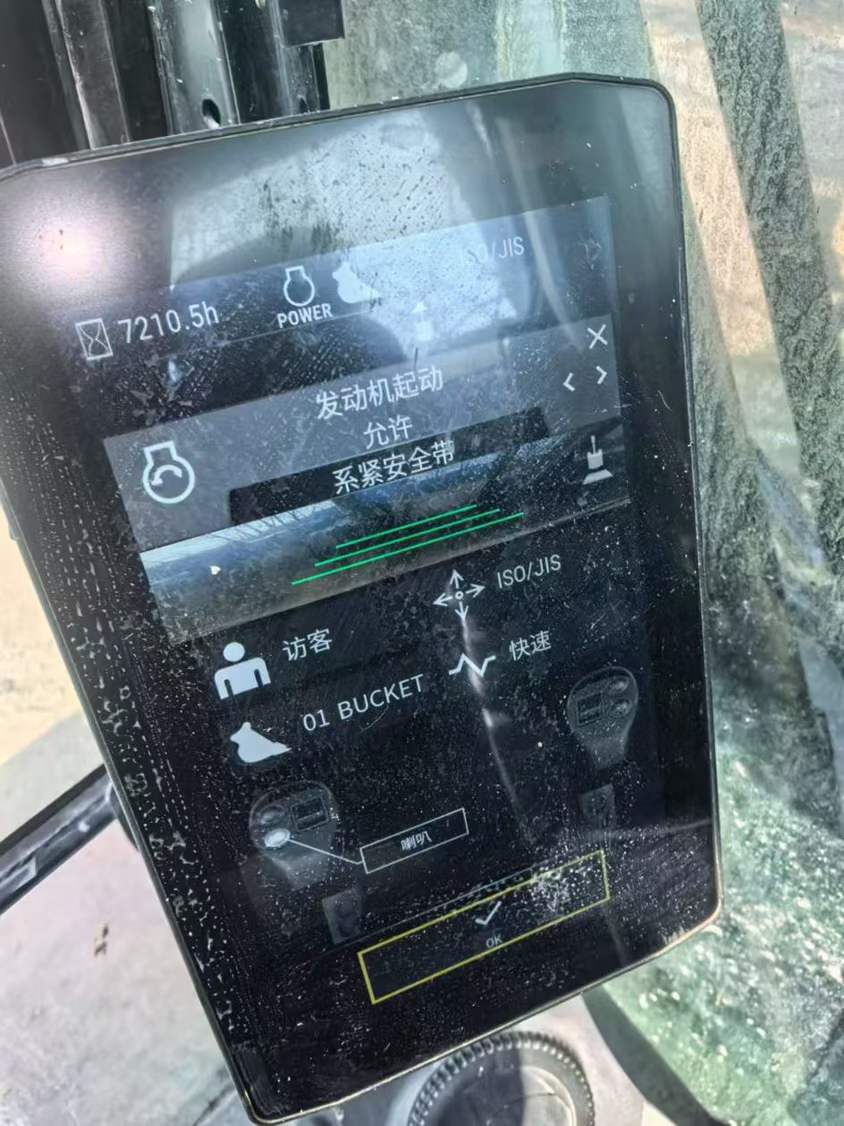 ISO/JIS
7210.5h
POWER
发动机起动
允许
系紧安全带
ISO/JIS
访客
快速
01 BUCKET
喇叭
OK